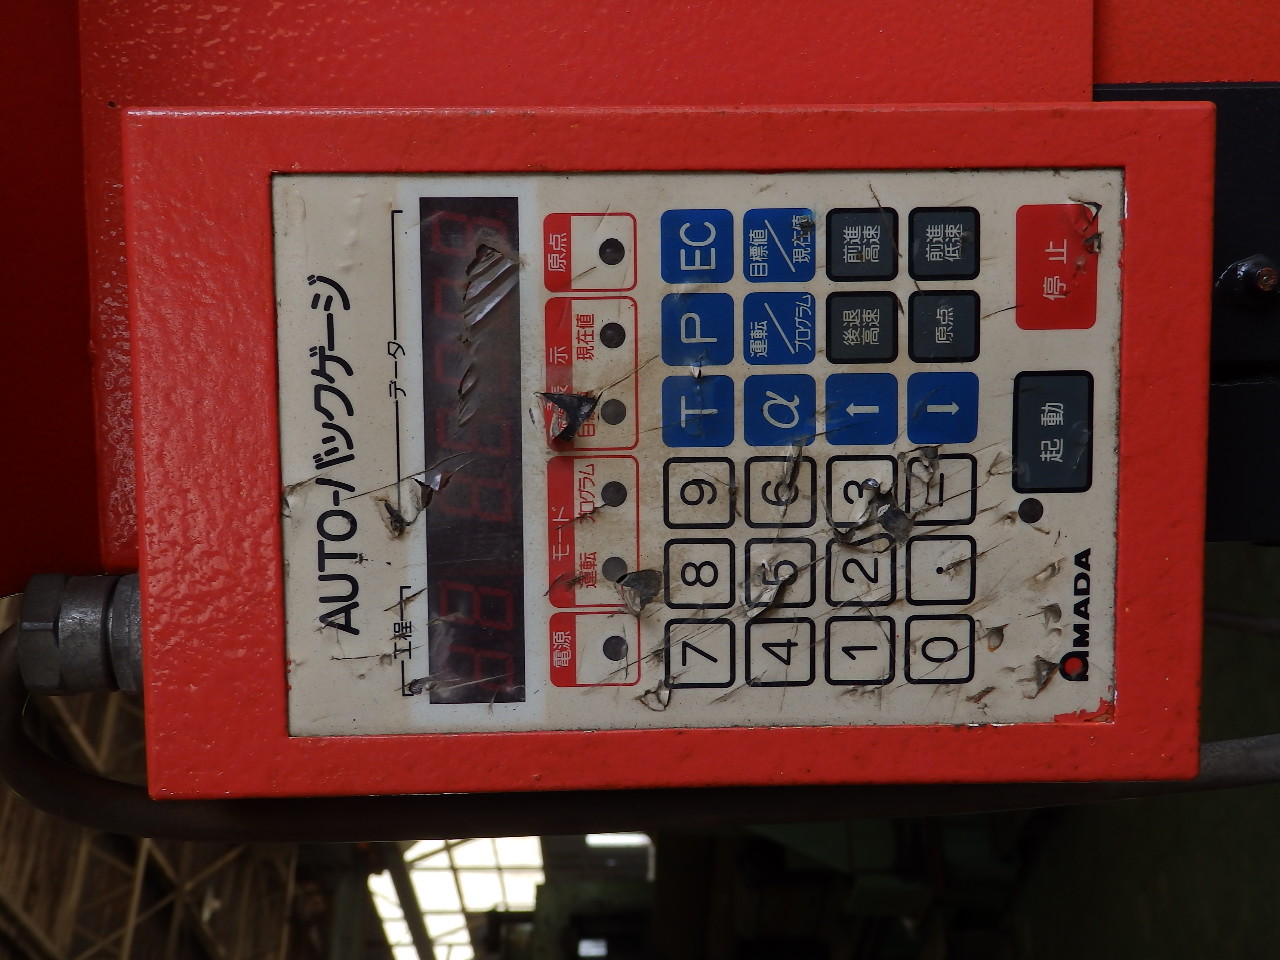 AUTO-バックゲージ
工程 データー
電源 モード 表示 原点
運転 プログラム 現在値
7 8 9 T P EC
4 5 6 α 運転/プログラム 目標値/現在値
1 2 3 ↑ 後退高速 前進高速
0 . - ↓ 原点 前進低速
起動 停止
AMADA